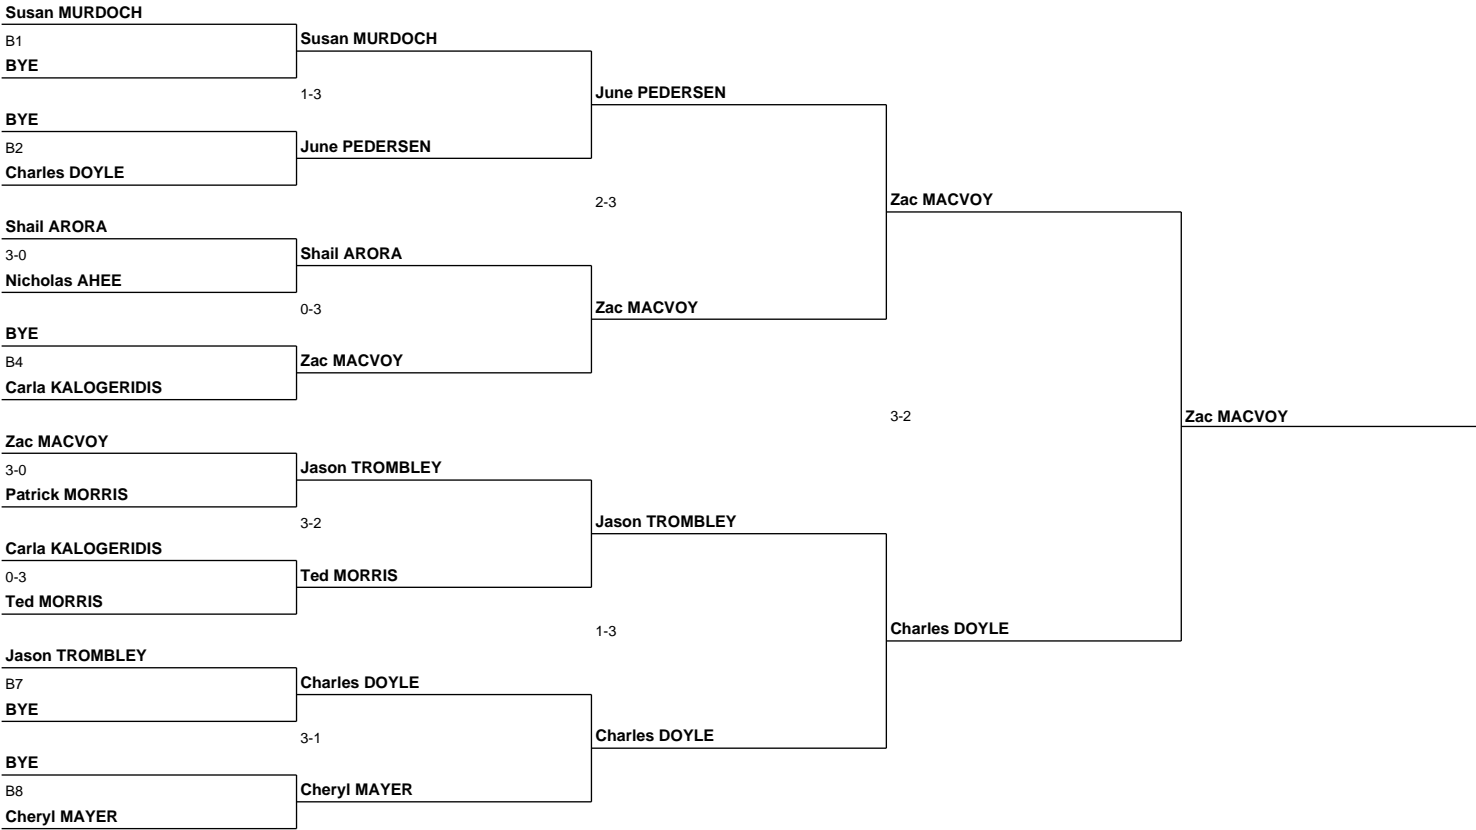 Susan MURDOCH
B1
BYE
BYE
B2
Charles DOYLE
Shail ARORA
3-0
Nicholas AHEE
BYE
B4
Carla KALOGERIDIS
Zac MACVOY
3-0
Patrick MORRIS
Carla KALOGERIDIS
0-3
Ted MORRIS
Jason TROMBLEY
B7
BYE
BYE
B8
Cheryl MAYER
Susan MURDOCH
1-3
June PEDERSEN
Shail ARORA
0-3
Zac MACVOY
Jason TROMBLEY
3-2
Ted MORRIS
Charles DOYLE
3-1
Cheryl MAYER
June PEDERSEN
2-3
Zac MACVOY
Jason TROMBLEY
1-3
Charles DOYLE
Zac MACVOY
3-2
Charles DOYLE
Zac MACVOY